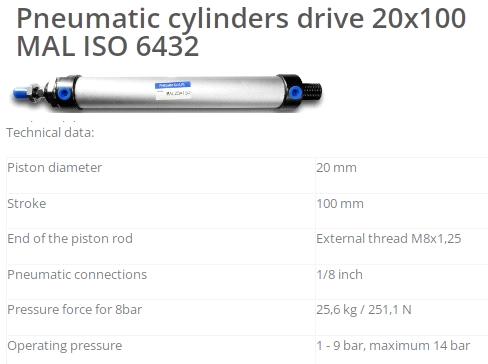 Pneumatic cylinders drive 20x100
MAL ISO 6432
Technical data:
Piston diameter 20 mm
Stroke 100 mm
End of the piston rod External thread M8x1,25
Pneumatic connections 1/8 inch
Pressure force for 8bar 25,6 kg / 251,1 N
Operating pressure 1 - 9 bar, maximum 14 bar